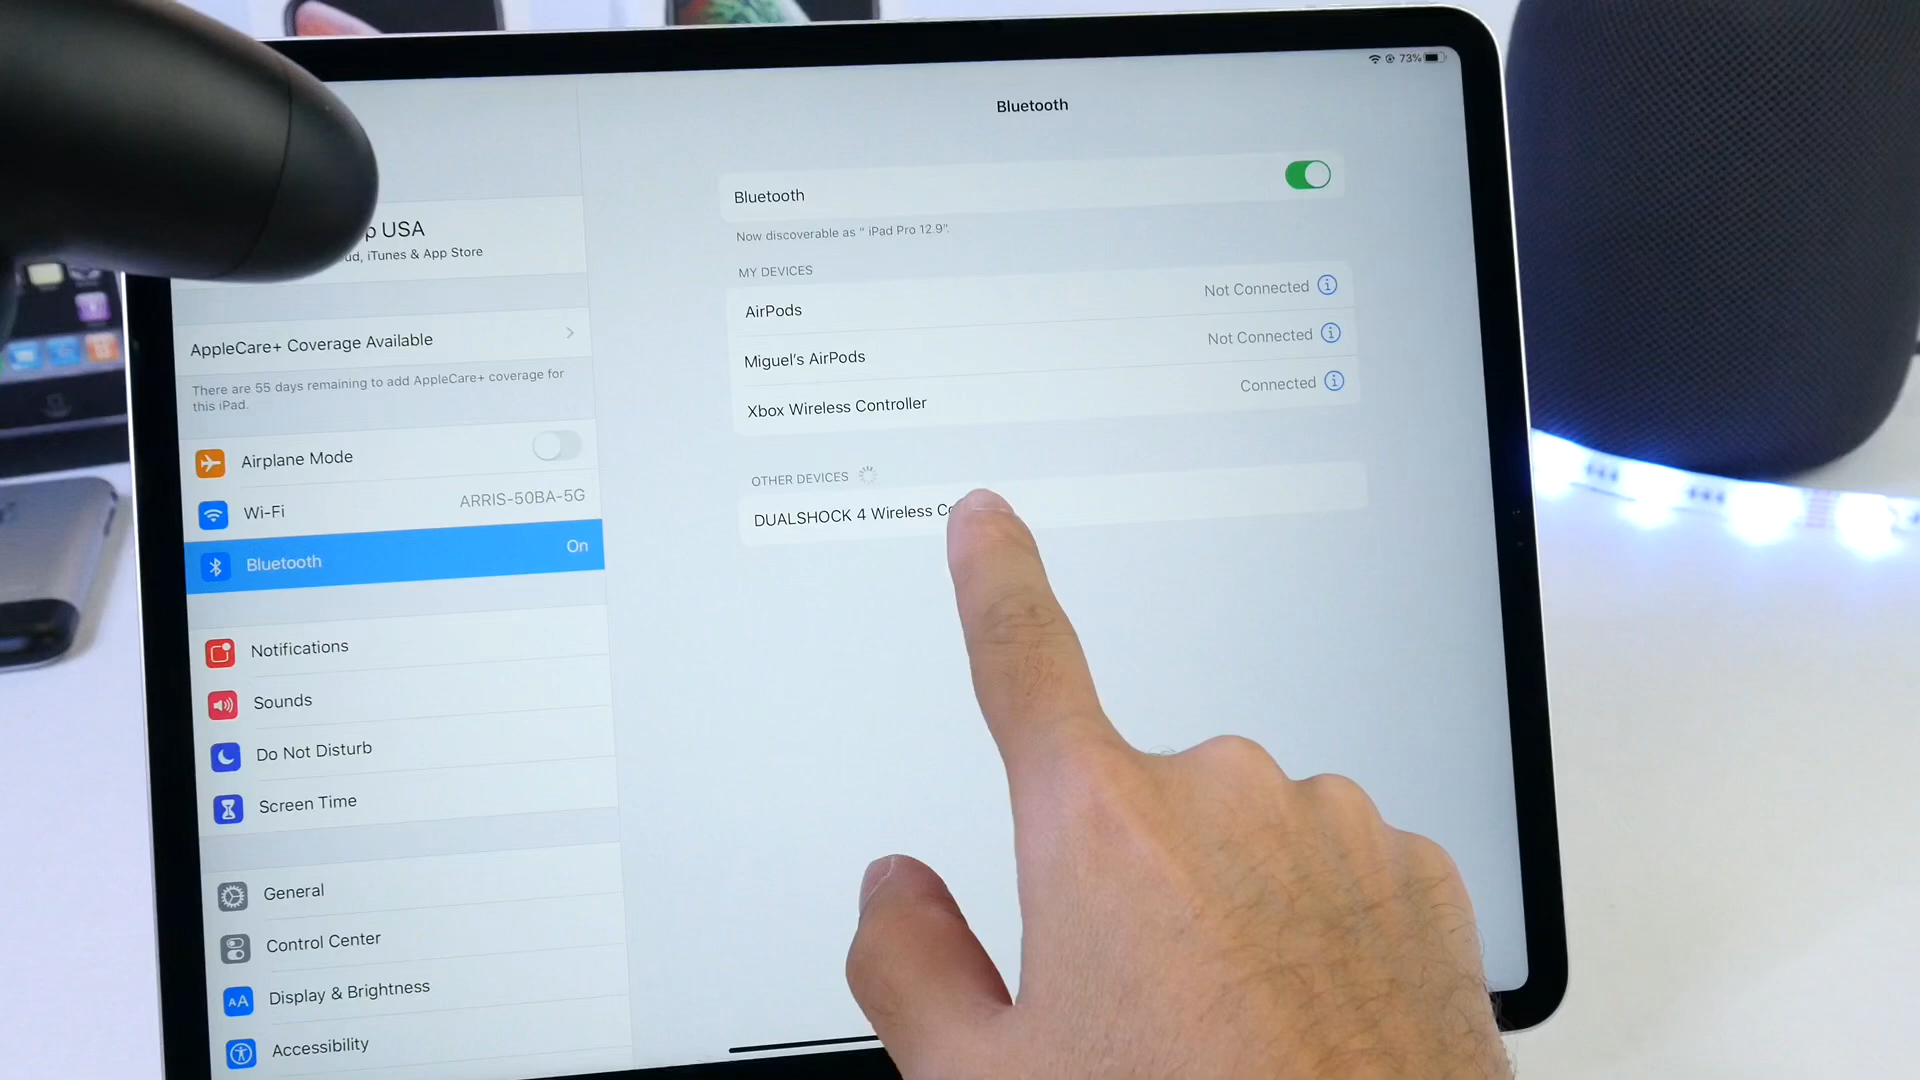 73%
Bluetooth
p USA
ud, iTunes & App Store
AppleCare+ Coverage Available
There are 55 days remaining to add AppleCare+ coverage for
this iPad.
Airplane Mode
Wi-Fi ARRIS-50BA-5G
Bluetooth On
Notifications
Sounds
Do Not Disturb
Screen Time
General
Control Center
AA Display & Brightness
Accessibility
Bluetooth
Now discoverable as " iPad Pro 12.9".
MY DEVICES
AirPods Not Connected
Miguel's AirPods Not Connected
Xbox Wireless Controller Connected
OTHER DEVICES
DUALSHOCK 4 Wireless Co